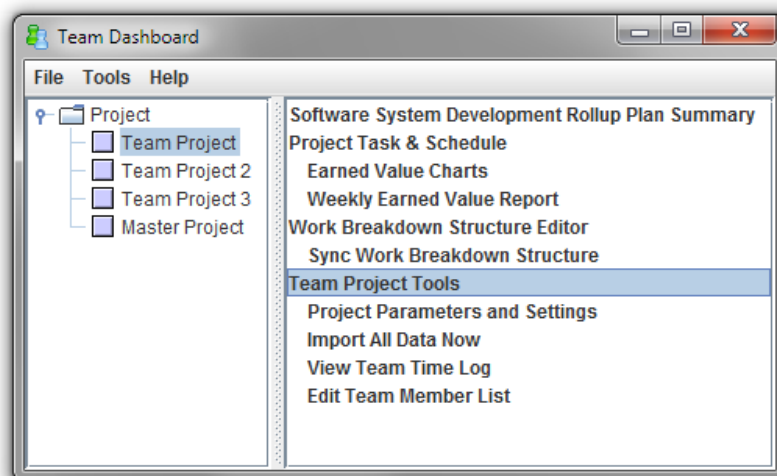 Team Dashboard
File Tools Help
Project
Team Project
Team Project 2
Team Project 3
Master Project
Software System Development Rollup Plan Summary
Project Task & Schedule
Earned Value Charts
Weekly Earned Value Report
Work Breakdown Structure Editor
Sync Work Breakdown Structure
Team Project Tools
Project Parameters and Settings
Import All Data Now
View Team Time Log
Edit Team Member List